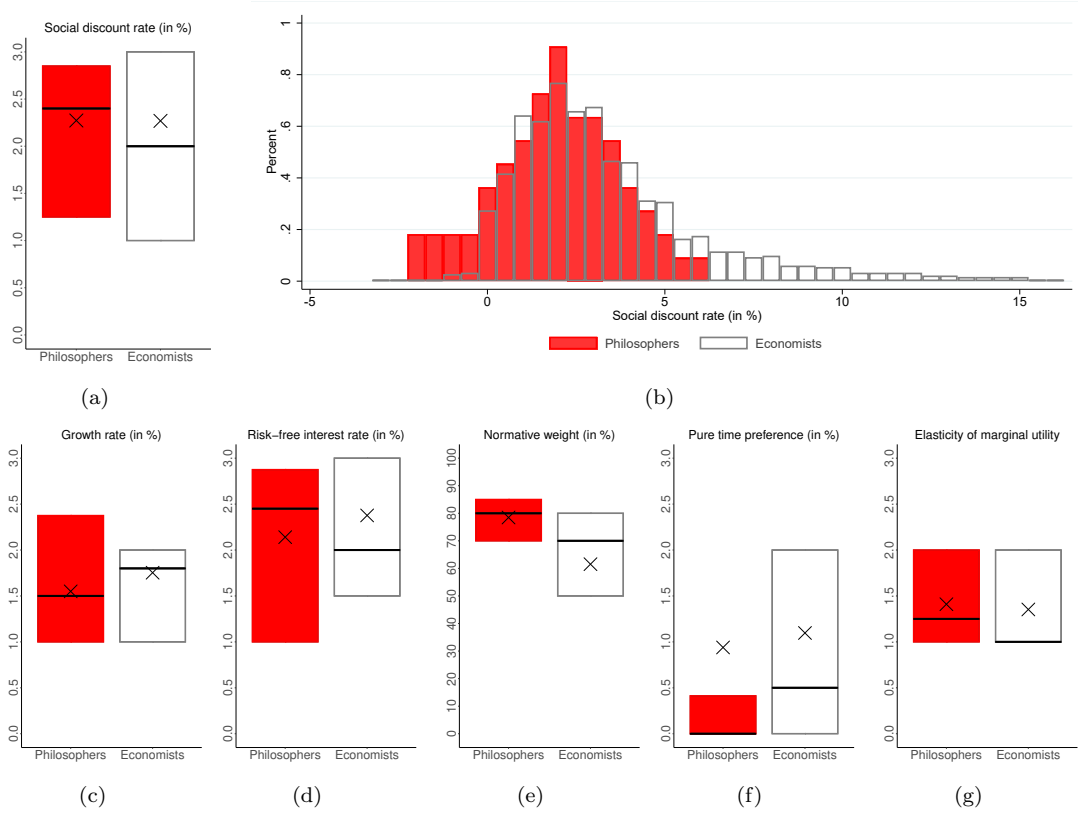 Social discount rate (in %)
3.0
2.5
2.0
1.5
1.0
0.5
0.0
Philosophers Economists
(a)
Percent
1
.8
.6
.4
.2
0
-5 0 5 10 15
Social discount rate (in %)
Philosophers Economists
(b)
Growth rate (in %)
3.0
2.5
2.0
1.5
1.0
0.5
0.0
Philosophers Economists
(c)
Risk−free interest rate (in %)
3.0
2.5
2.0
1.5
1.0
0.5
0.0
Philosophers Economists
(d)
Normative weight (in %)
100
90
80
70
60
50
40
30
20
10
0
Philosophers Economists
(e)
Pure time preference (in %)
3.0
2.5
2.0
1.5
1.0
0.5
0.0
Philosophers Economists
(f)
Elasticity of marginal utility
3.0
2.5
2.0
1.5
1.0
0.5
0.0
Philosophers Economists
(g)